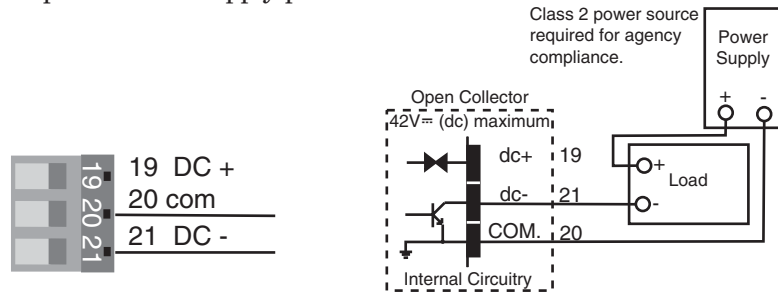 Class 2 power source
required for agency
compliance.
Power
Supply
+ -
Open Collector
42V⎓ (dc) maximum
dc+ 19
dc- 21
COM. 20
Internal Circuitry
+
Load
-
19 20 21
19 DC +
20 com
21 DC -